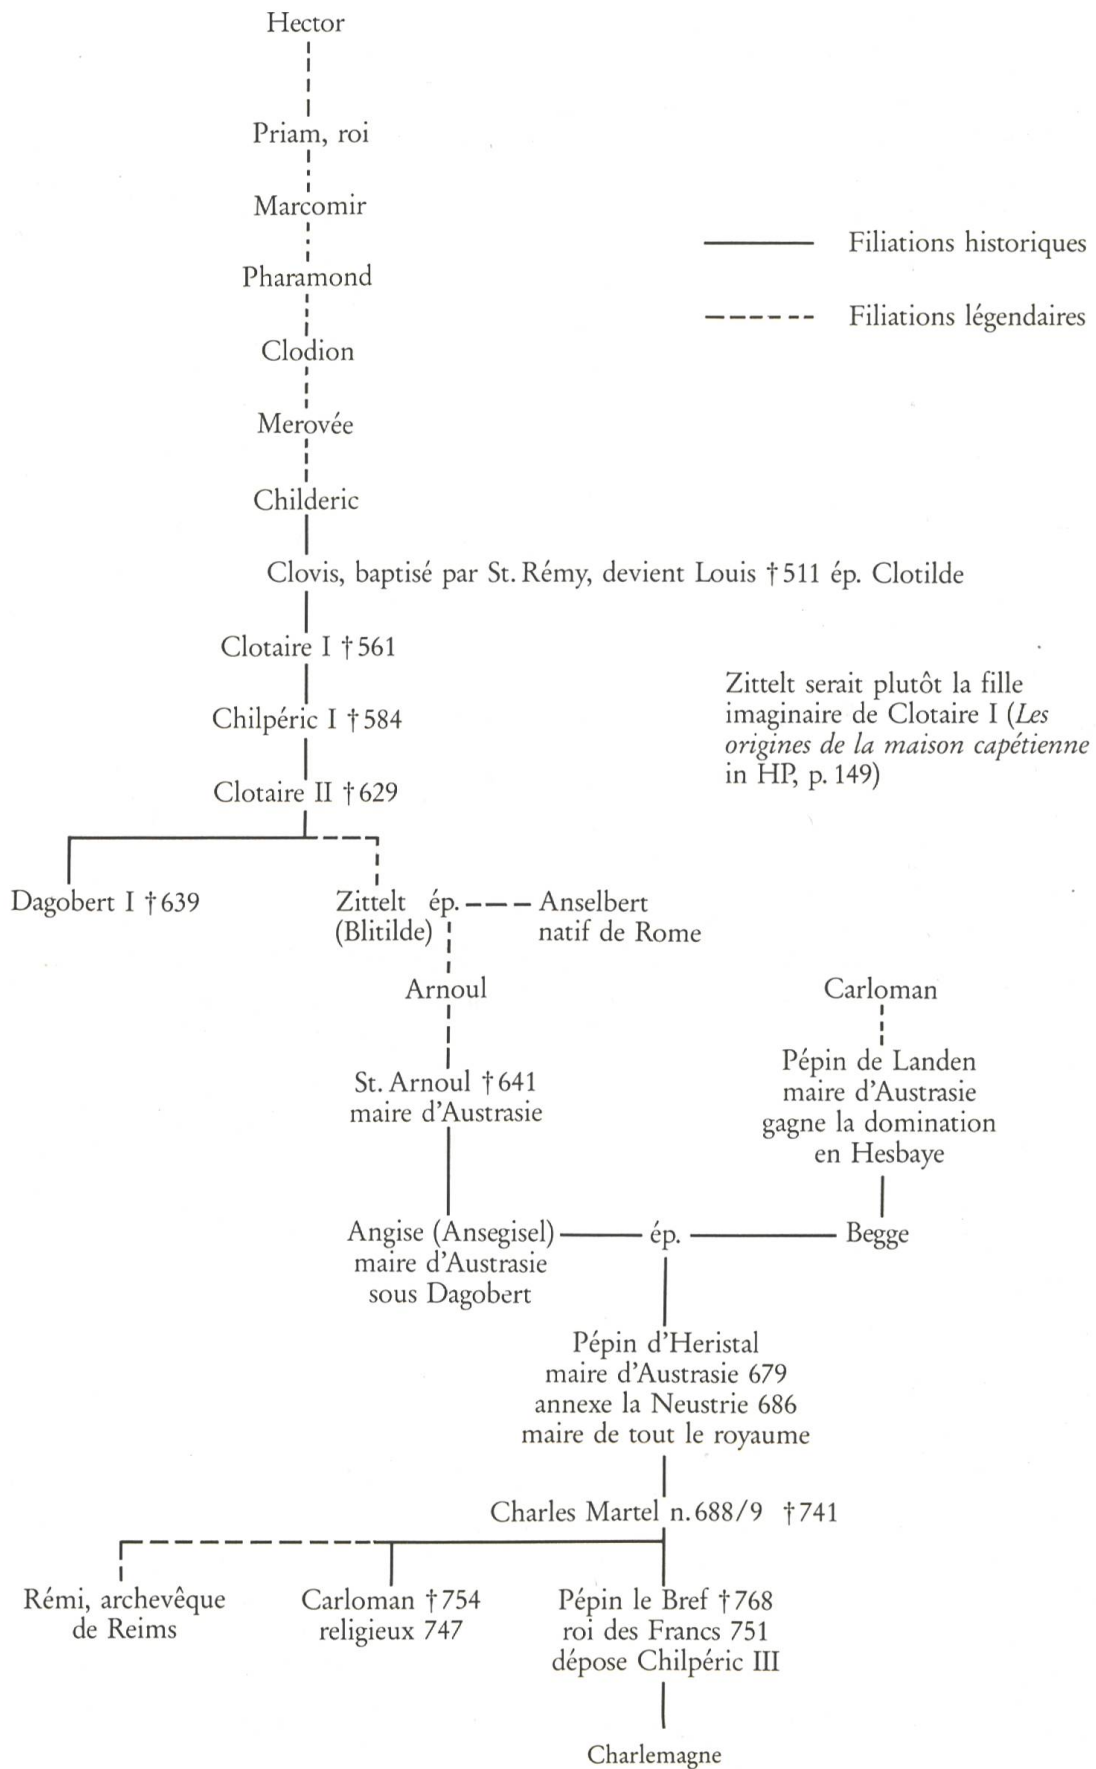 Hector
Priam, roi
Marcomir
Filiations historiques
Pharamond
Filiations légendaires
Clodion
Merovée
Childeric
Clovis, baptisé par St. Rémy, devient Louis †511 ép. Clotilde
Clotaire I †561
Zittelt serait plutôt la fille
imaginaire de Clotaire I (Les
origines de la maison capétienne
in HP, p. 149)
Chilpéric I †584
Clotaire II †629
Dagobert I †639
Zittelt ép.
(Blitilde)
Anselbert
natif de Rome
Arnoul
Carloman
St. Arnoul †641
maire d'Austrasie
Pépin de Landen
maire d'Austrasie
gagne la domination
en Hesbaye
Angise (Ansegisel)
maire d'Austrasie
sous Dagobert
ép.
Begge
Pépin d'Heristal
maire d'Austrasie 679
annexe la Neustrie 686
maire de tout le royaume
Charles Martel n. 688/9 †741
Rémi, archevêque
de Reims
Carloman †754
religieux 747
Pépin le Bref †768
roi des Francs 751
dépose Chilpéric III
Charlemagne